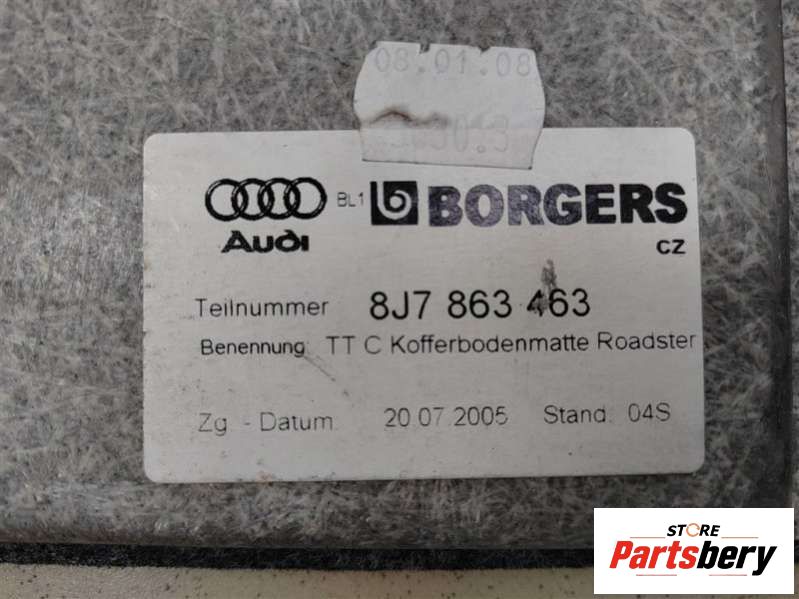 08.01.08
BL1 BORGERS
Audi
CZ
Teilnummer 8J7 863 463
Benennung: TT C Kofferbodenmatte Roadster
Zg. - Datum: 20.07.2005 Stand: 04S
STORE
Partsbery